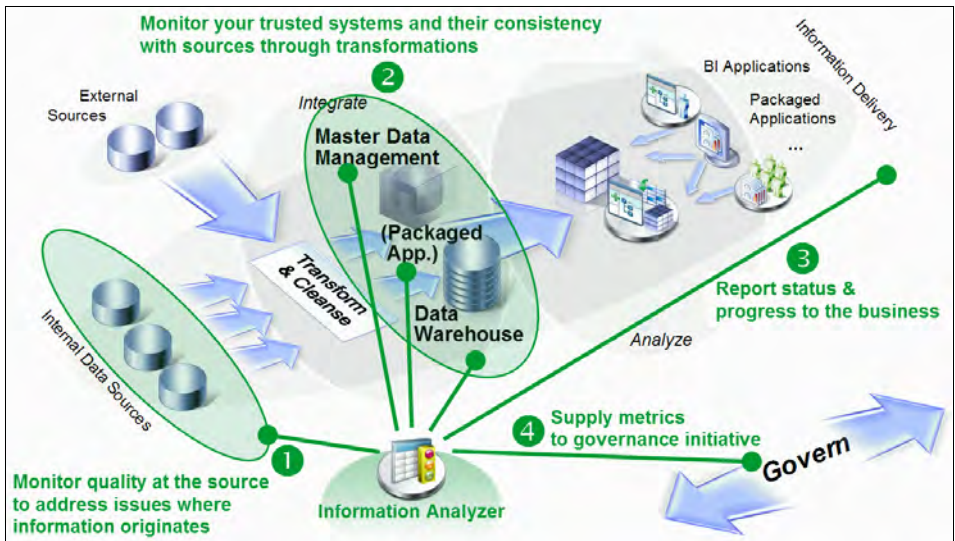 Monitor your trusted systems and their consistency
with sources through transformations
2
External
Sources
Integrate
Master Data
Management
(Packaged
App.)
Data
Warehouse
Transform
& Cleanse
BI Applications
Packaged
Applications
...
Information Delivery
3
Report status &
progress to the business
Analyze
Internal Data Sources
1
Monitor quality at the source
to address issues where
information originates
Information Analyzer
4
Supply metrics
to governance initiative
Govern